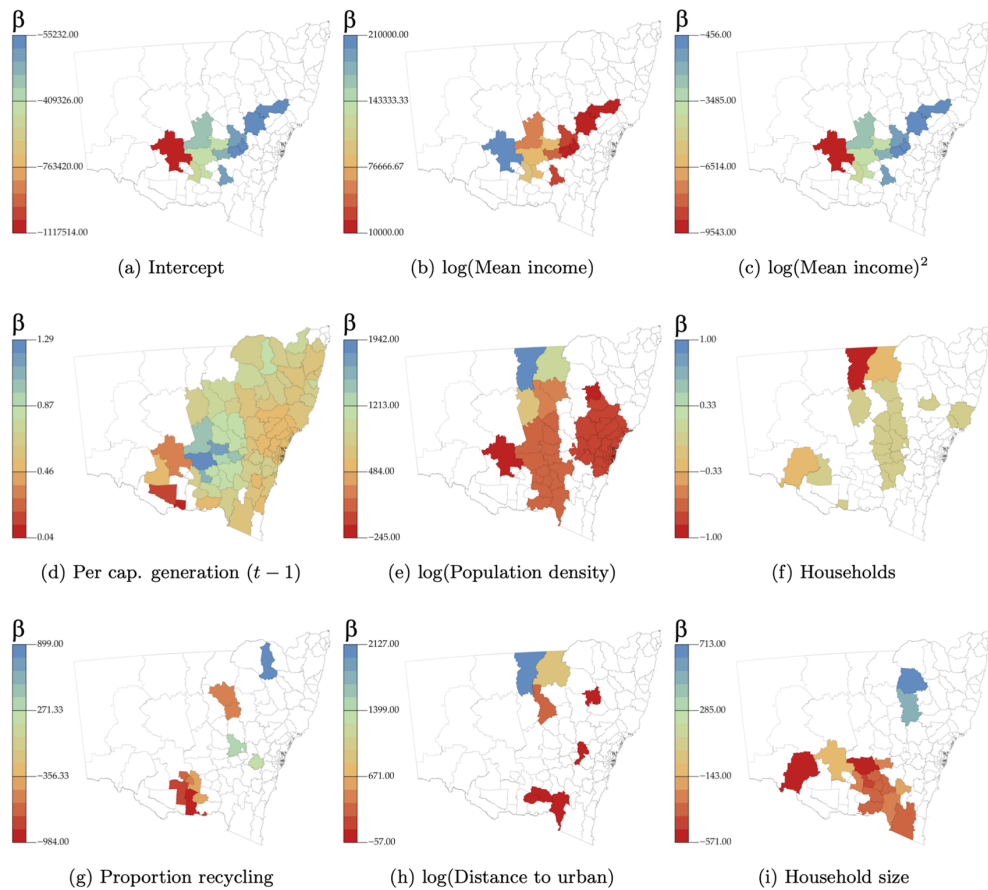 β
−55232.00
−409326.00
−763420.00
−1117514.00
(a) Intercept
β
210000.00
143333.33
−76666.67
10000.00
(b) log(Mean income)
β
−456.00
−3485.00
−6514.00
−9543.00
(c) log(Mean income)²
β
1.29
0.87
0.46
0.04
(d) Per cap. generation (t − 1)
β
1942.00
1213.00
484.00
−245.00
(e) log(Population density)
β
1.00
0.33
−0.33
−1.00
(f) Households
β
899.00
271.33
−356.33
−984.00
(g) Proportion recycling
β
2127.00
1399.00
671.00
−57.00
(h) log(Distance to urban)
β
713.00
285.00
−143.00
−571.00
(i) Household size